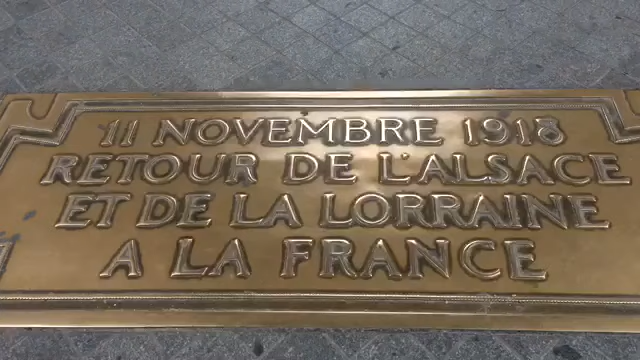 11 NOVEMBRE 1918
RETOUR DE L'ALSACE
ET DE LA LORRAINE
A LA FRANCE